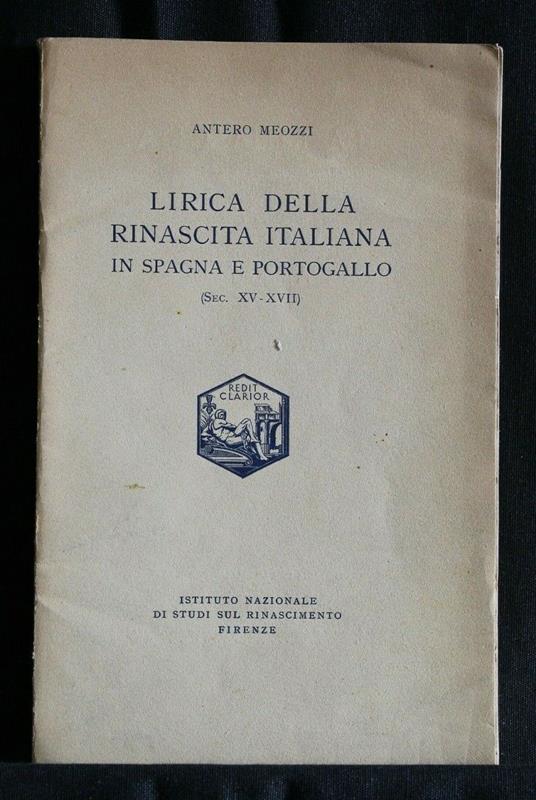 ANTERO MEOZZI
LIRICA DELLA
RINASCITA ITALIANA
IN SPAGNA E PORTOGALLO
(SEC. XV-XVII)
REDIT
CLARIOR
ISTITUTO NAZIONALE
DI STUDI SUL RINASCIMENTO
FIRENZE